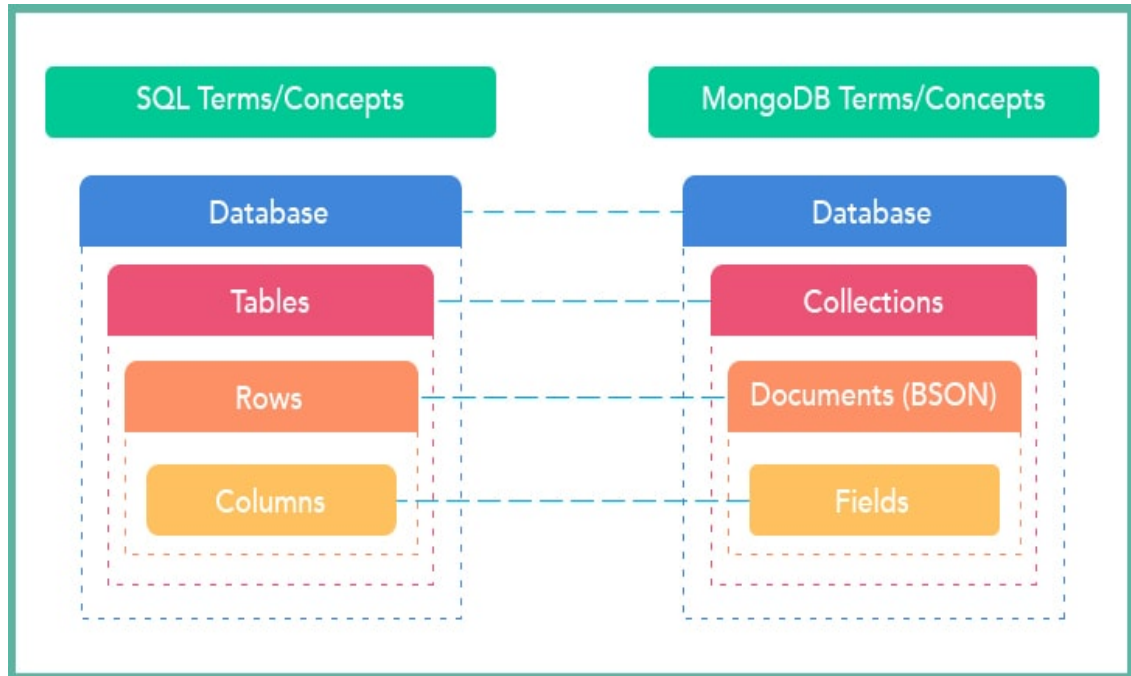 SQL Terms/Concepts
MongoDB Terms/Concepts
Database
Database
Tables
Collections
Rows
Documents (BSON)
Columns
Fields